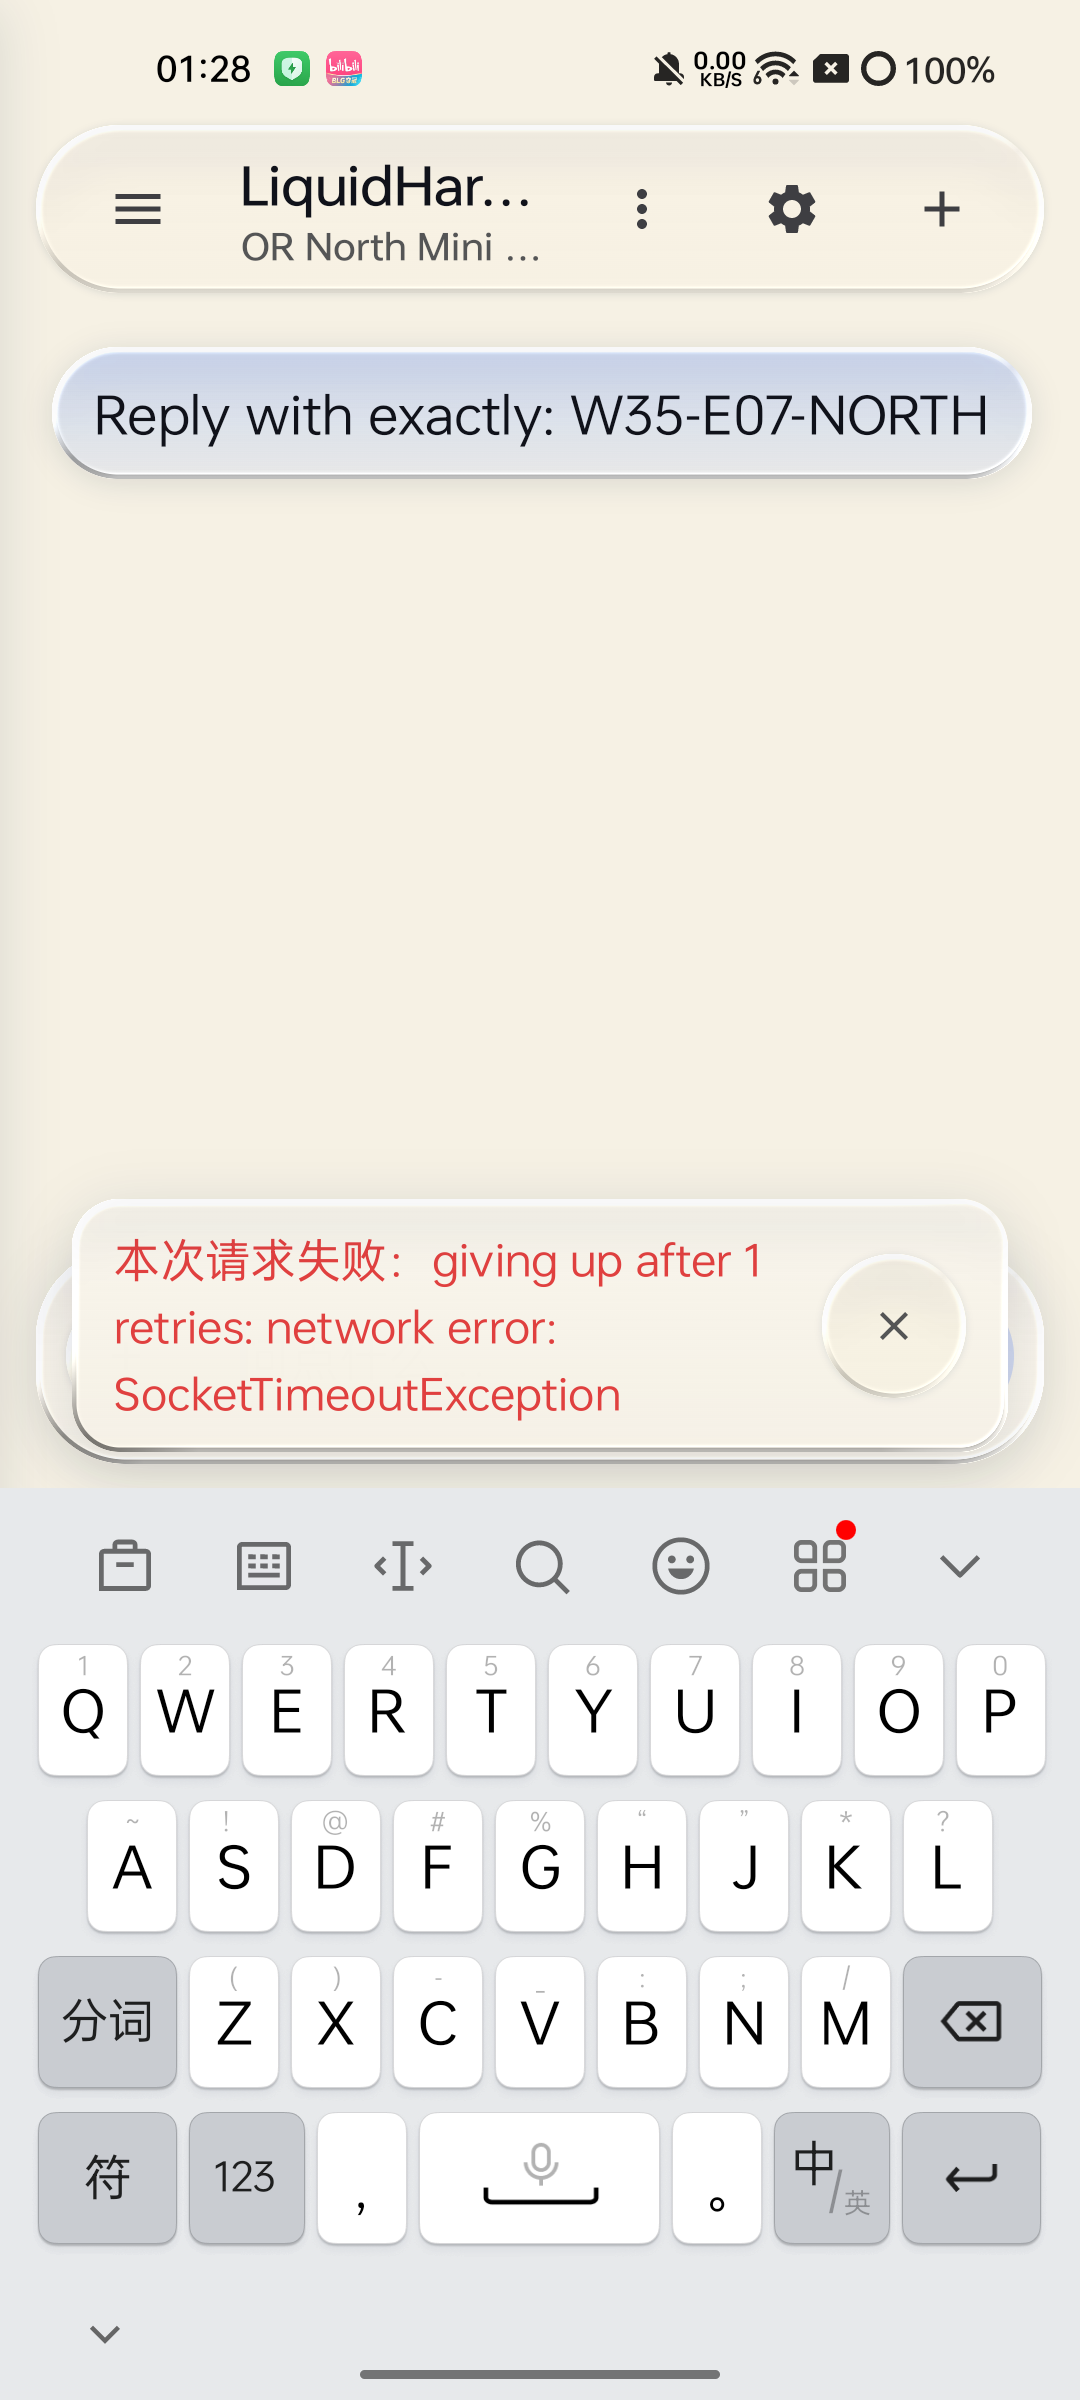 01:28
bilibili
0.00
KB/S
6
100%
LiquidHar...
OR North Mini ...
Reply with exactly: W35-E07-NORTH
本次请求失败：giving up after 1
retries: network error:
SocketTimeoutException
1 2 3 4 5 6 7 8 9 0
Q W E R T Y U I O P
~ ! @ # % “ ” * ?
A S D F G H J K L
( ) - _ : ; /
分词 Z X C V B N M
符 123 , 。 中/英